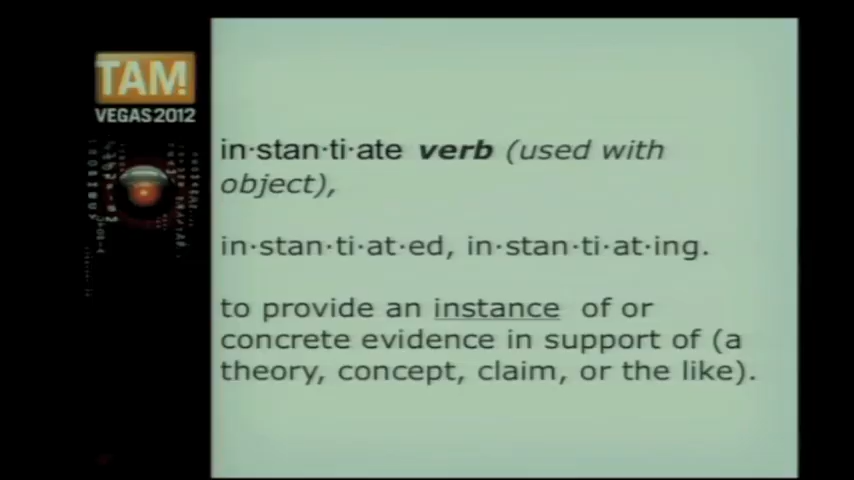 TAM!
VEGAS 2012
in·stan·ti·ate verb (used with
object),
in·stan·ti·at·ed, in·stan·ti·at·ing.
to provide an instance of or
concrete evidence in support of (a
theory, concept, claim, or the like).